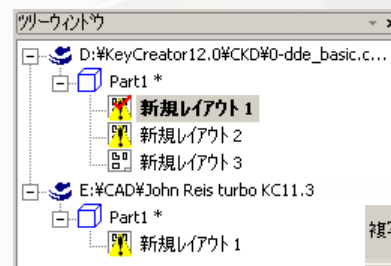 ツリーウィンドウ
D:¥KeyCreator12.0¥CKD¥0-dde_basic.c...
Part1 *
新規レイアウト 1
新規レイアウト 2
新規レイアウト 3
E:¥CAD¥John Reis turbo KC11.3
Part1 *
新規レイアウト 1